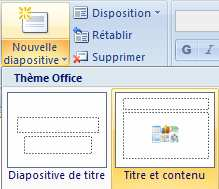 Nouvelle
diapositive
Disposition
Rétablir
Supprimer
G I
Thème Office
Diapositive de titre
Titre et contenu